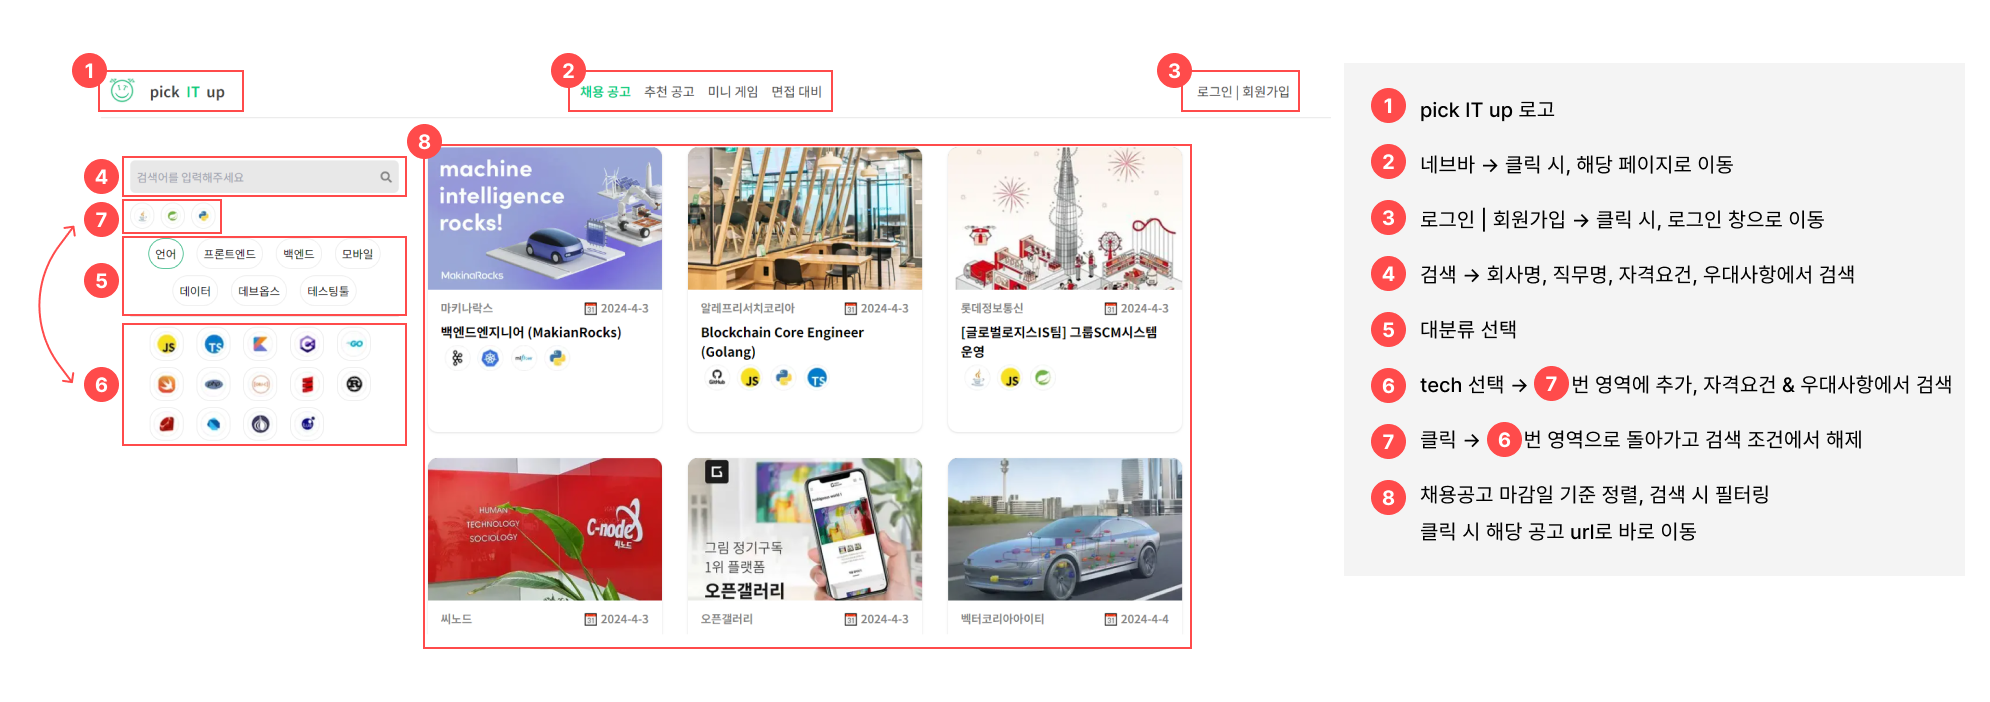 1
pick IT up
2
채용 공고 추천 공고 미니 게임 면접 대비
3
로그인 | 회원가입
4
검색어를 입력해주세요
7
5
언어 프론트엔드 백엔드 모바일
데이터 데브옵스 테스팅툴
6
JS TS GO
8
machine
intelligence
rocks!
MakinaRocks
마키나락스 2024-4-3
백엔드엔지니어 (MakianRocks)
알레프리서치코리아 2024-4-3
Blockchain Core Engineer
(Golang)
GitHub JS TS
롯데정보통신 2024-4-3
[글로벌로지스IS팀] 그룹SCM시스템
운영
JS
HUMAN
TECHNOLOGY
SOCIOLOGY
C-node
씨노드
씨노드 2024-4-3
그림 정기구독
1위 플랫폼
오픈갤러리
오픈갤러리 2024-4-3
벡터코리아아이티 2024-4-4
1 pick IT up 로고
2 네브바 → 클릭 시, 해당 페이지로 이동
3 로그인 | 회원가입 → 클릭 시, 로그인 창으로 이동
4 검색 → 회사명, 직무명, 자격요건, 우대사항에서 검색
5 대분류 선택
6 tech 선택 → 7 번 영역에 추가, 자격요건 & 우대사항에서 검색
7 클릭 → 6 번 영역으로 돌아가고 검색 조건에서 해제
8 채용공고 마감일 기준 정렬, 검색 시 필터링
클릭 시 해당 공고 url로 바로 이동